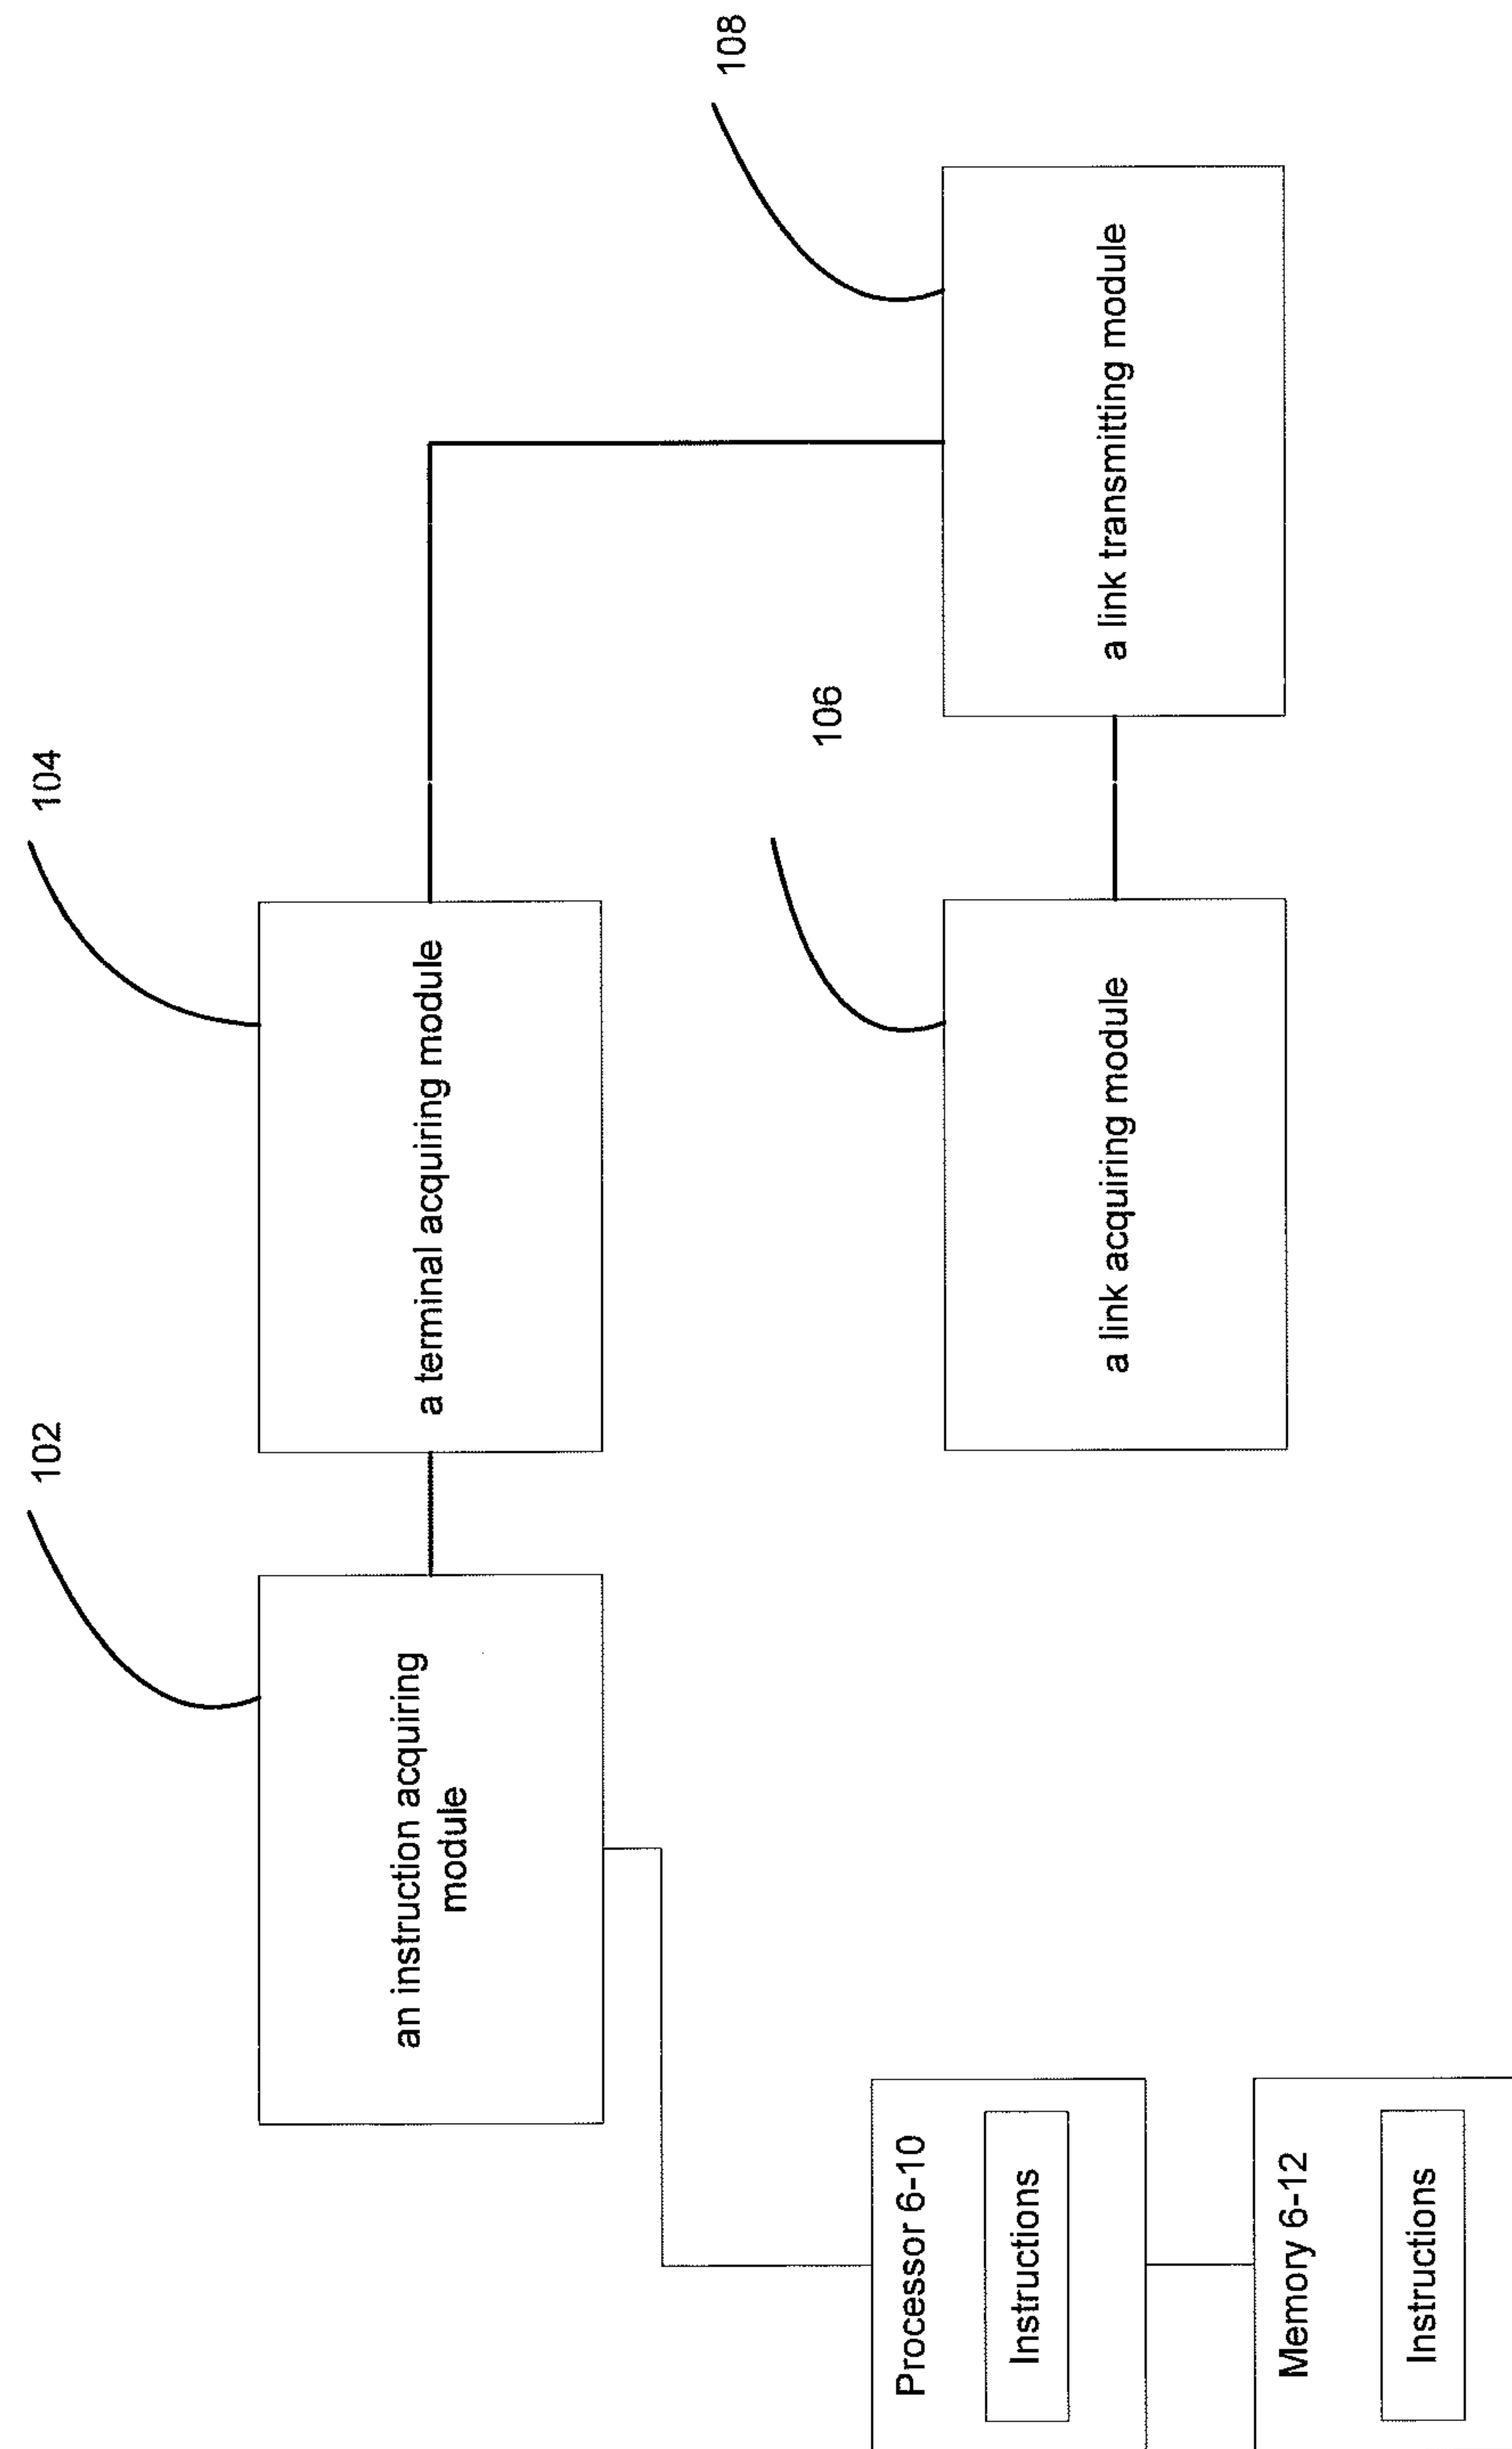 102
104
an instruction acquiring
module
a terminal acquiring module
106
108
a link acquiring module
a link transmitting module
Processor 6-10
Instructions
Memory 6-12
Instructions